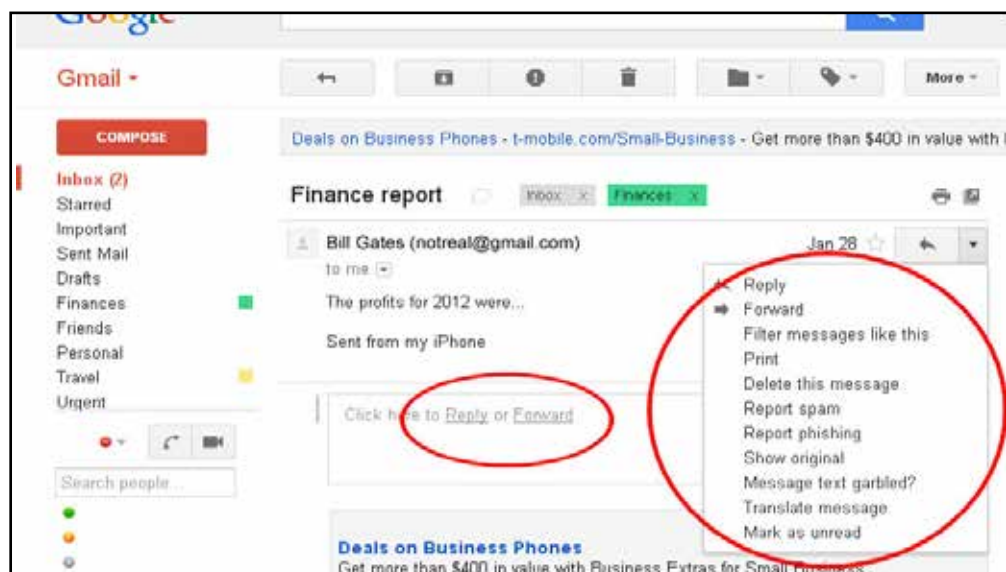 Google
Gmail
More
COMPOSE
Deals on Business Phones - t-mobile.com/Small-Business - Get more than $400 in value with
Inbox (2)
Starred
Important
Sent Mail
Drafts
Finances
Friends
Personal
Travel
Urgent
Search people...
Finance report
Inbox x
Finances x
Bill Gates (notreal@gmail.com)
Jan 28
to me
The profits for 2012 were...
Sent from my iPhone
Click here to Reply or Forward
Reply
Forward
Filter messages like this
Print
Delete this message
Report spam
Report phishing
Show original
Message text garbled?
Translate message
Mark as unread
Deals on Business Phones
Get more than $400 in value with Business Extras for Small Business